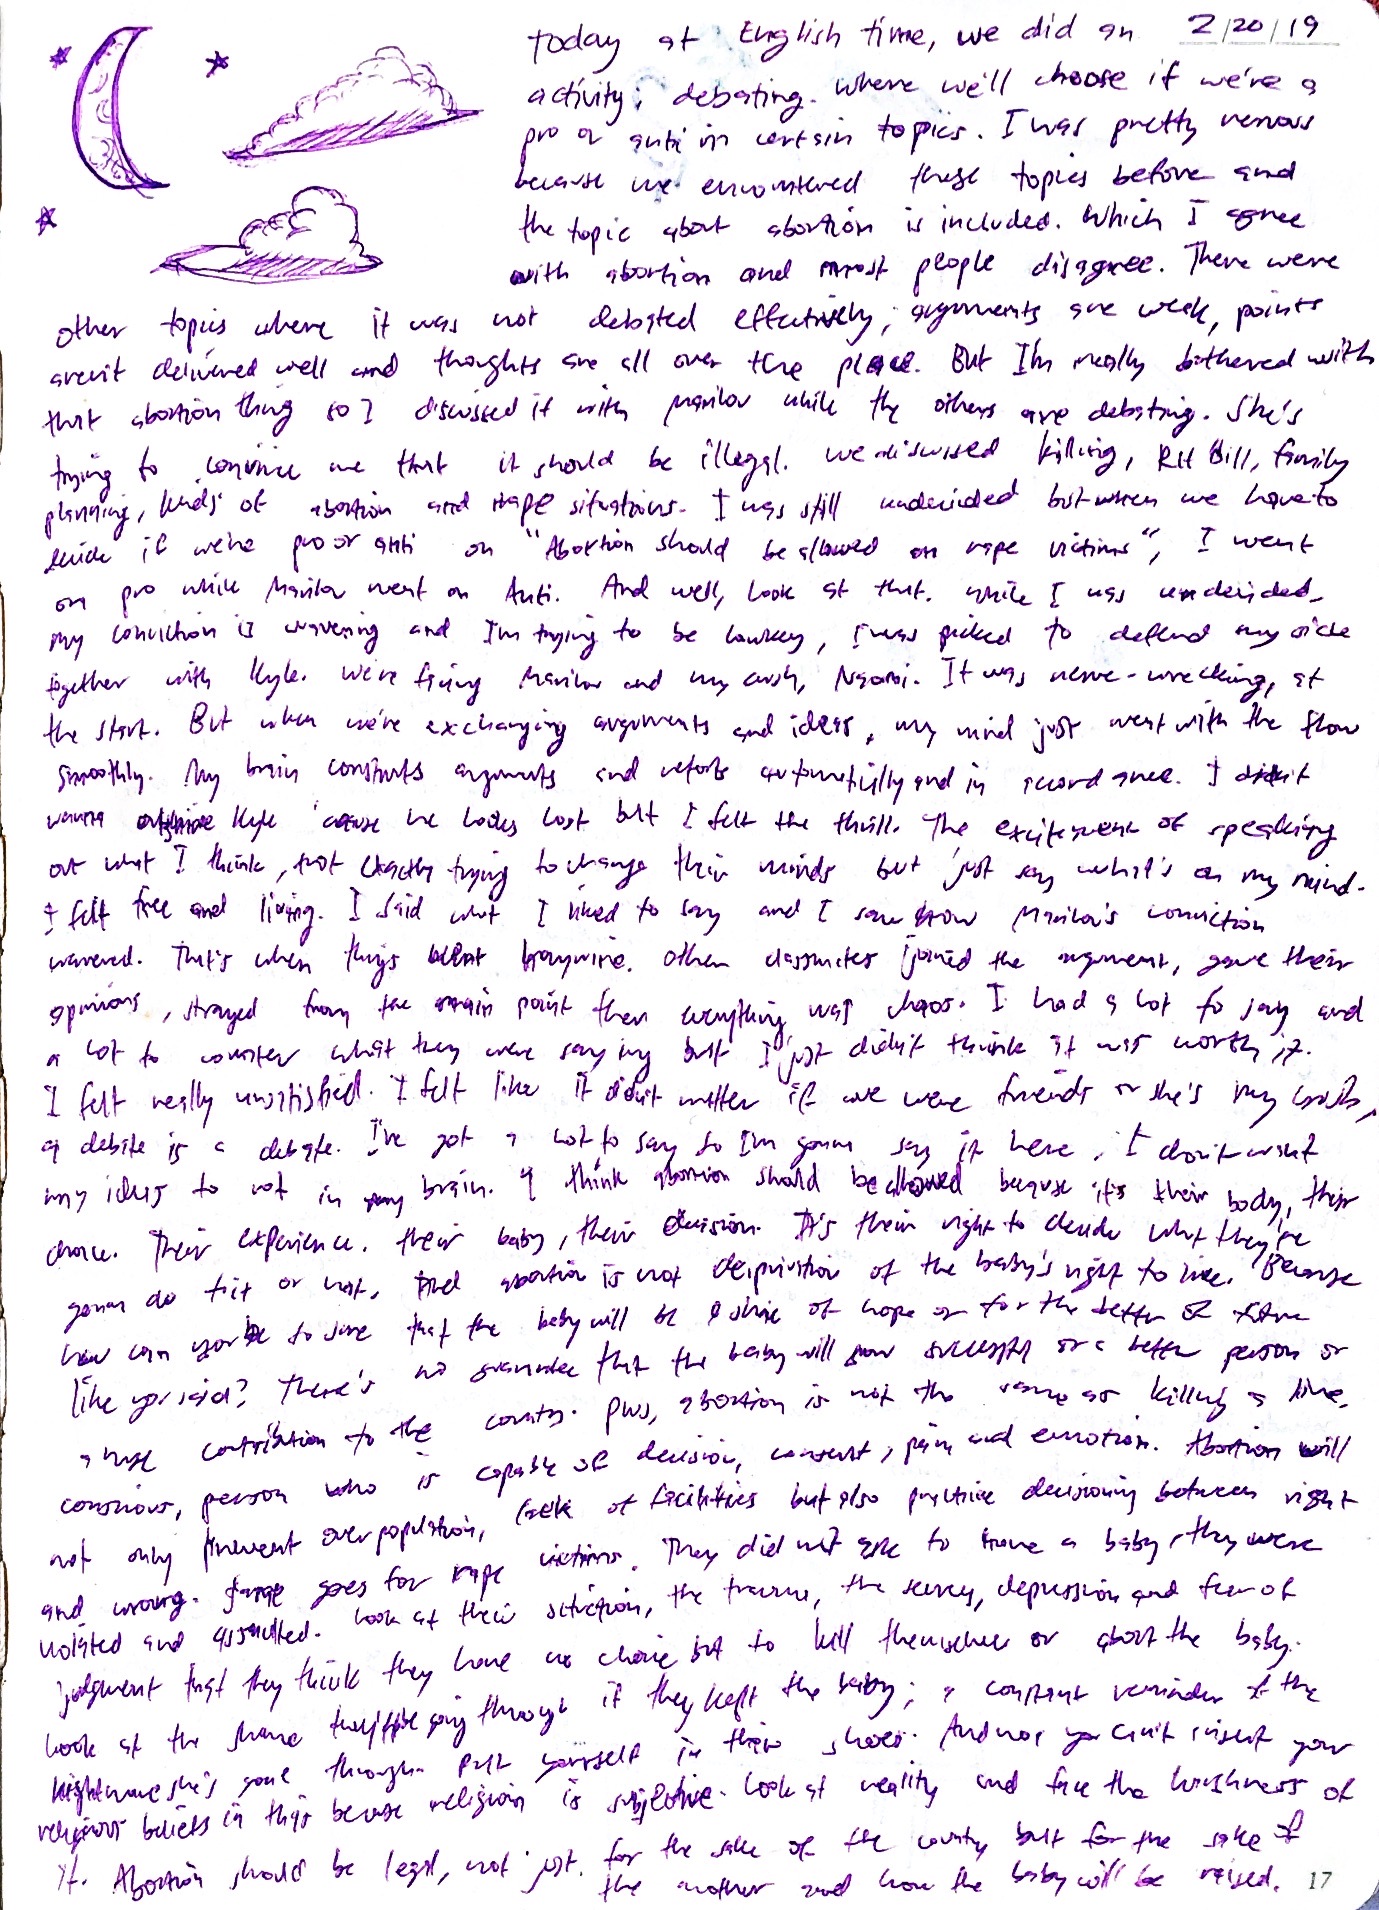 Today at English time, we did an 2/20/19
activity; debating. Where we'll choose if we're a
pro or anti in certain topics. I was pretty nervous
because we encountered these topics before and
the topic about abortion is included. Which I agree
with abortion and most people disagree. There were
other topics where it was not debated effectively; arguments are weak, points
aren't delivered well and thoughts are all over the place. But I'm really bothered with
that abortion thing so I discussed it with Marilou while the others are debating. She's
trying to convince me that it should be illegal. We discussed killing, RH Bill, family
planning, kinds of abortion and rape situations. I was still undecided but when we have to
decide if we're pro or anti on "Abortion should be allowed on rape victims", I went
on pro while Marilou went on Anti. And well, look at that. While I was undecided,
my conviction is wavering and I'm trying to be lowkey, I was picked to defend my side
together with Kyle. We're facing Marilou and my crush, Naomi. It was nerve-wrecking, at
the start. But when we're exchanging arguments and ideas, my mind just went with the flow
smoothly. My brain constructs arguments and retorts automatically and in accordance. I didn't
wanna outshine Kyle 'cause he looks lost but I felt the thrill. The excitement of speaking
out what I think, not exactly trying to change their minds but just say what's on my mind.
I felt free and living. I said what I liked to say and I saw how Marilou's conviction
wavered. That's when things went haywire. Other classmates joined the argument, gave their
opinions, strayed from the main point then everything was chaos. I had a lot to say and
a lot to counter what they were saying but I just didn't think it was worth it.
I felt really unsatisfied. I felt like it didn't matter if we were friends or she's my crush,
a debate is a debate. I've got a lot to say so I'm gonna say it here. I don't want
my ideas to rot in my brain. I think abortion should be allowed because it's their body, their
choice. Their experience. Their baby, their decision. It's their right to decide what they're
gonna do to it or not. And abortion is not deprivation of the baby's right to live. Because
how can you be so sure that the baby will be a shine of hope or for the better of future
like you said? There's no guarantee that the baby will grow successful or a better person or
a huge contribution to the country. Plus, abortion is not the same as killing a live,
conscious, person who is capable of decision, consent, pain and emotion. Abortion will
not only prevent overpopulation, lack of facilities but also practice decisioning between right
and wrong. Same goes for rape victims. They did not ask to have a baby, they were
violated and assaulted. Look at their situation, the trauma, the depression and fear of
judgment that they think they have no choice but to kill themselves or abort the baby.
Look at the shame they'll be going through if they kept the baby; a constant reminder of the
nightmare she's gone through. Put yourself in their shoes. And no, you can't insert your
religious beliefs in this because religion is subjective. Look at reality and face the harshness of
it. Abortion should be legal, not just for the sake of the country but for the sake of
the mother and how the baby will be raised. 17